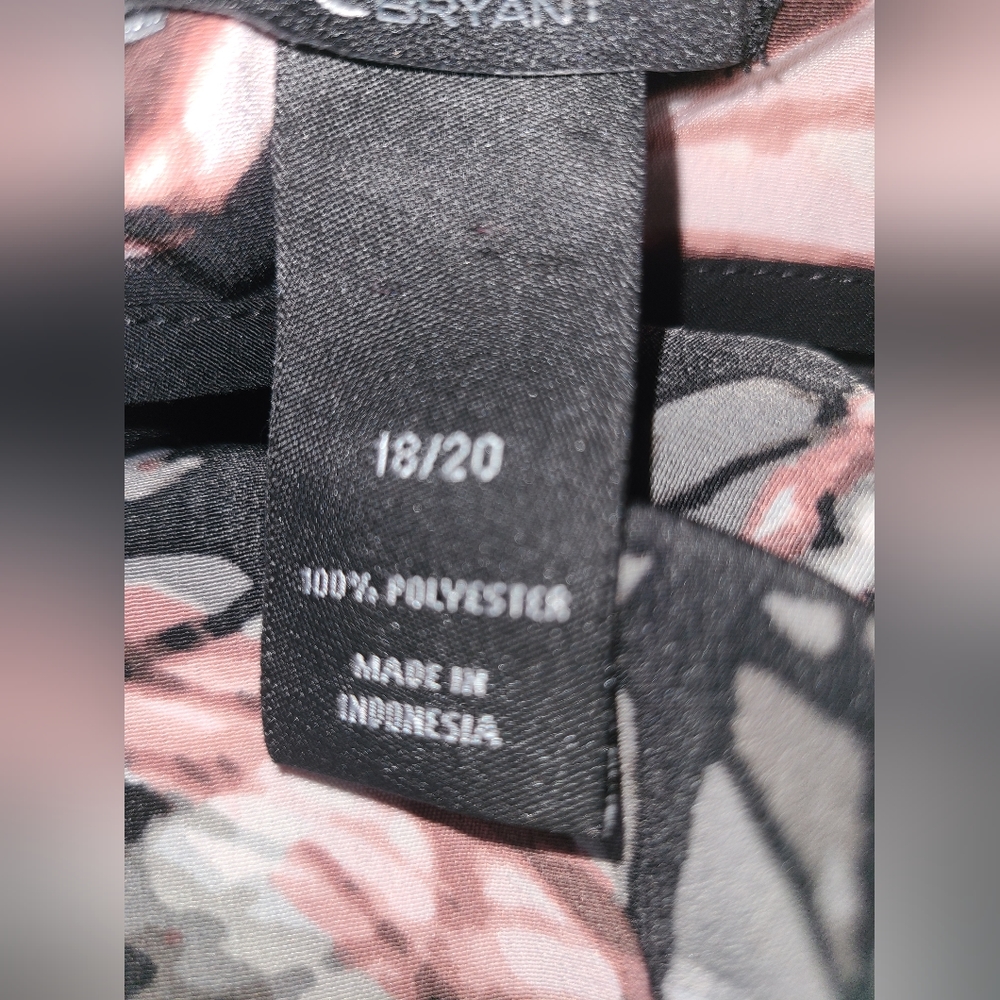 BRYANT
18/20
100% POLYESTER
MADE IN
INDONESIA